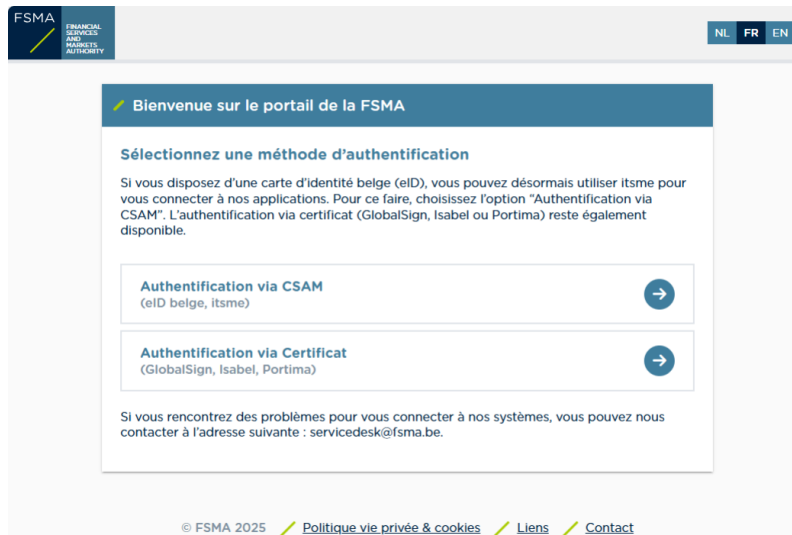 FSMA
FINANCIAL
SERVICES
AND
MARKETS
AUTHORITY
NL FR EN
Bienvenue sur le portail de la FSMA
Sélectionnez une méthode d'authentification
Si vous disposez d'une carte d'identité belge (eID), vous pouvez désormais utiliser itsme pour
vous connecter à nos applications. Pour ce faire, choisissez l'option "Authentification via
CSAM". L'authentification via certificat (GlobalSign, Isabel ou Portima) reste également
disponible.
Authentification via CSAM
(eID belge, itsme)
Authentification via Certificat
(GlobalSign, Isabel, Portima)
Si vous rencontrez des problèmes pour vous connecter à nos systèmes, vous pouvez nous
contacter à l'adresse suivante : servicedesk@fsma.be.
© FSMA 2025 Politique vie privée & cookies Liens Contact